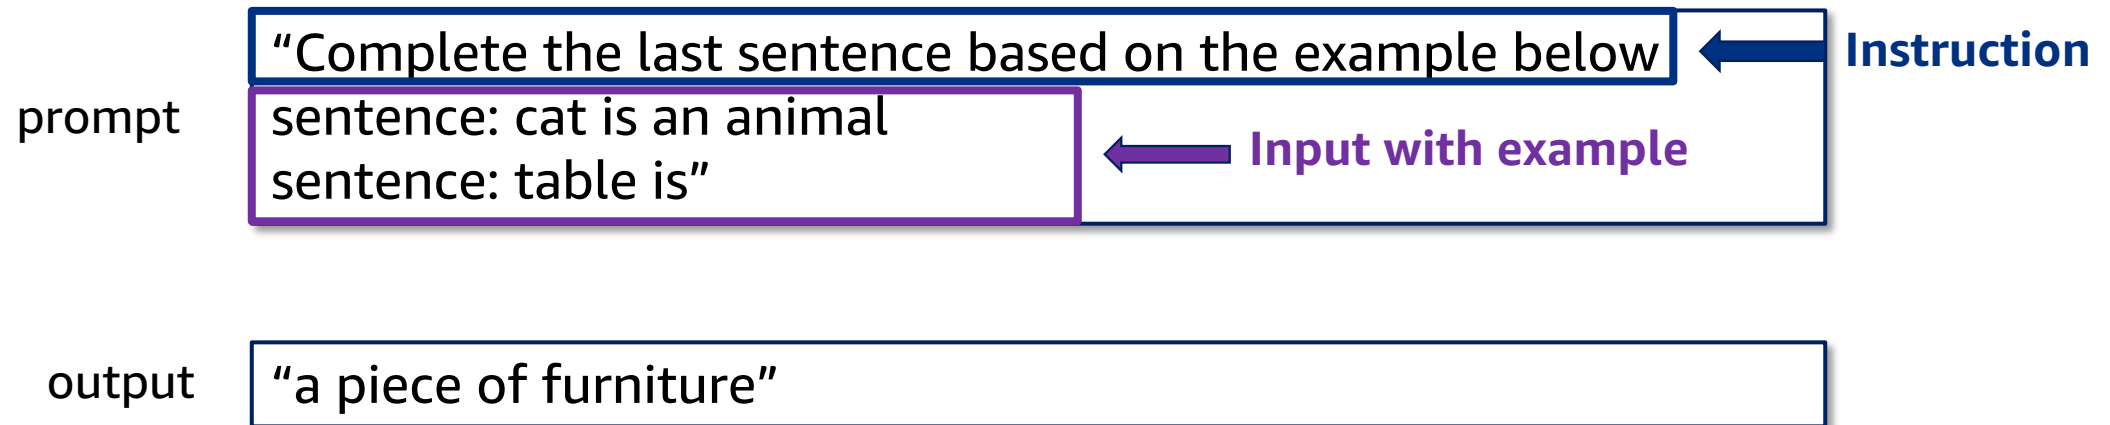 “Complete the last sentence based on the example below
Instruction
prompt
sentence: cat is an animal
sentence: table is”
Input with example
output
“a piece of furniture”